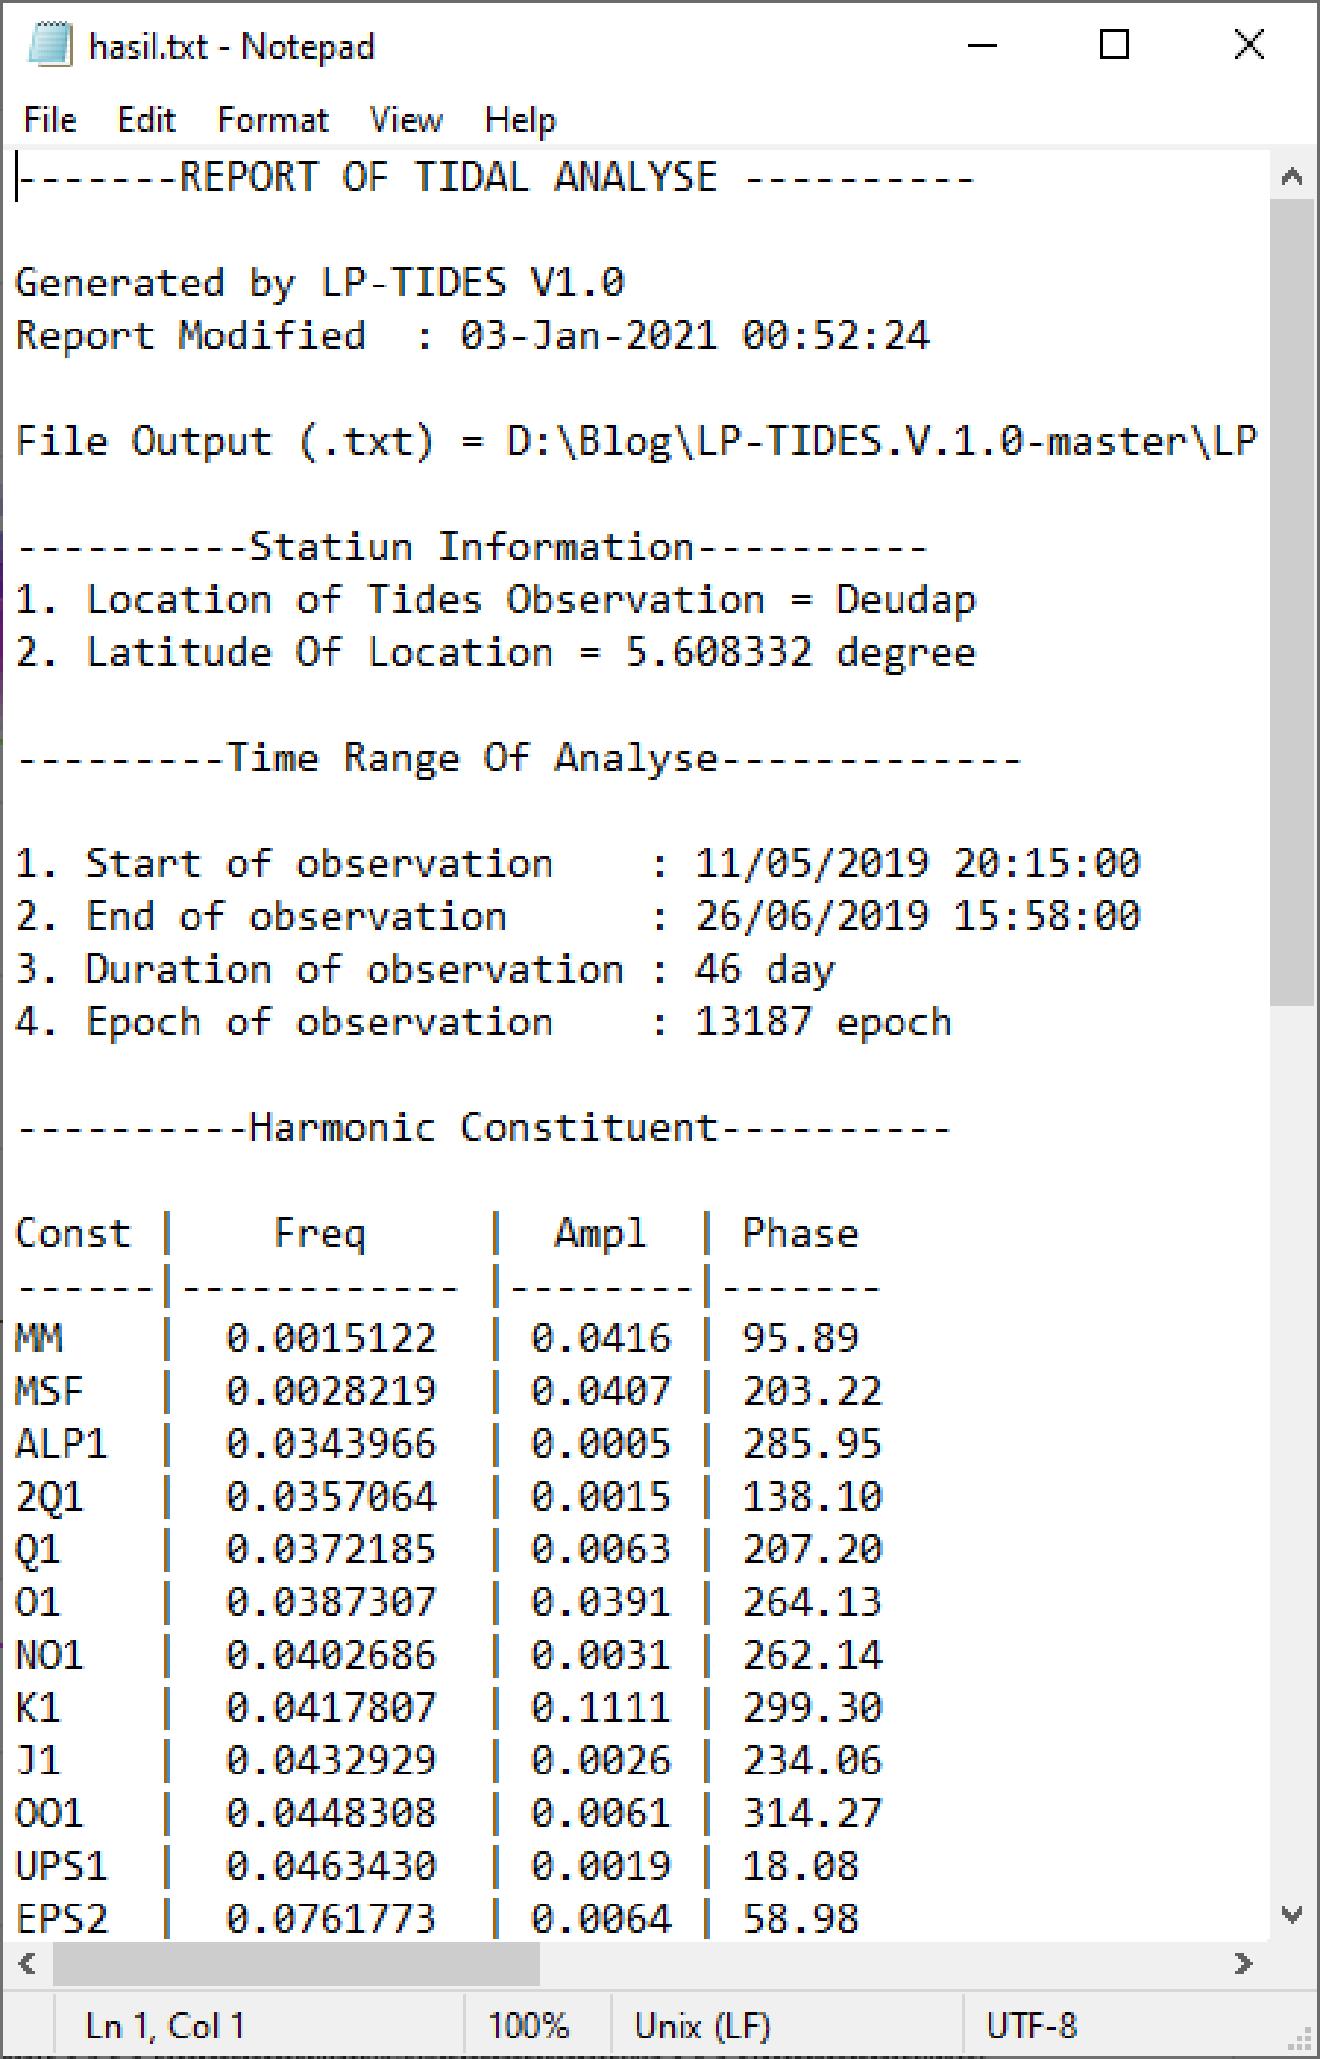 hasil.txt - Notepad
File Edit Format View Help
-------REPORT OF TIDAL ANALYSE ----------
Generated by LP-TIDES V1.0
Report Modified  : 03-Jan-2021 00:52:24
File Output (.txt) = D:\Blog\LP-TIDES.V.1.0-master\LP
----------Statiun Information----------
1. Location of Tides Observation = Deudap
2. Latitude Of Location = 5.608332 degree
---------Time Range Of Analyse-------------
1. Start of observation    : 11/05/2019 20:15:00
2. End of observation      : 26/06/2019 15:58:00
3. Duration of observation : 46 day
4. Epoch of observation    : 13187 epoch
----------Harmonic Constituent----------
Const |    Freq     |  Ampl  | Phase
------|------------ |--------|-------
MM    |  0.0015122  | 0.0416 | 95.89
MSF   |  0.0028219  | 0.0407 | 203.22
ALP1  |  0.0343966  | 0.0005 | 285.95
2Q1   |  0.0357064  | 0.0015 | 138.10
Q1    |  0.0372185  | 0.0063 | 207.20
O1    |  0.0387307  | 0.0391 | 264.13
NO1   |  0.0402686  | 0.0031 | 262.14
K1    |  0.0417807  | 0.1111 | 299.30
J1    |  0.0432929  | 0.0026 | 234.06
OO1   |  0.0448308  | 0.0061 | 314.27
UPS1  |  0.0463430  | 0.0019 | 18.08
EPS2  |  0.0761773  | 0.0064 | 58.98
Ln 1, Col 1 100% Unix (LF) UTF-8